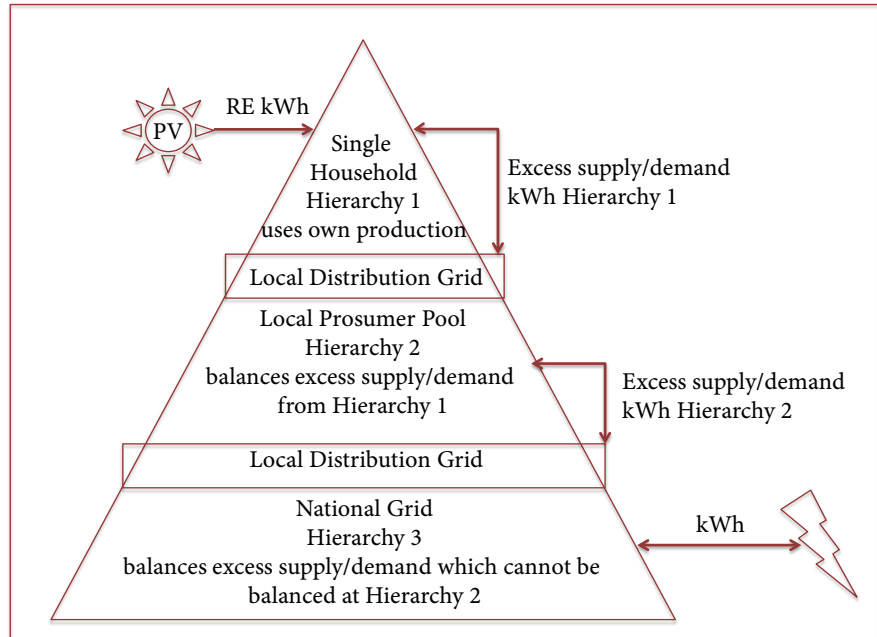 PV
RE kWh
Single
Household
Hierarchy 1
uses own production
Excess supply/demand
kWh Hierarchy 1
Local Distribution Grid
Local Prosumer Pool
Hierarchy 2
balances excess supply/demand
from Hierarchy 1
Excess supply/demand
kWh Hierarchy 2
Local Distribution Grid
National Grid
Hierarchy 3
balances excess supply/demand which cannot be
balanced at Hierarchy 2
kWh